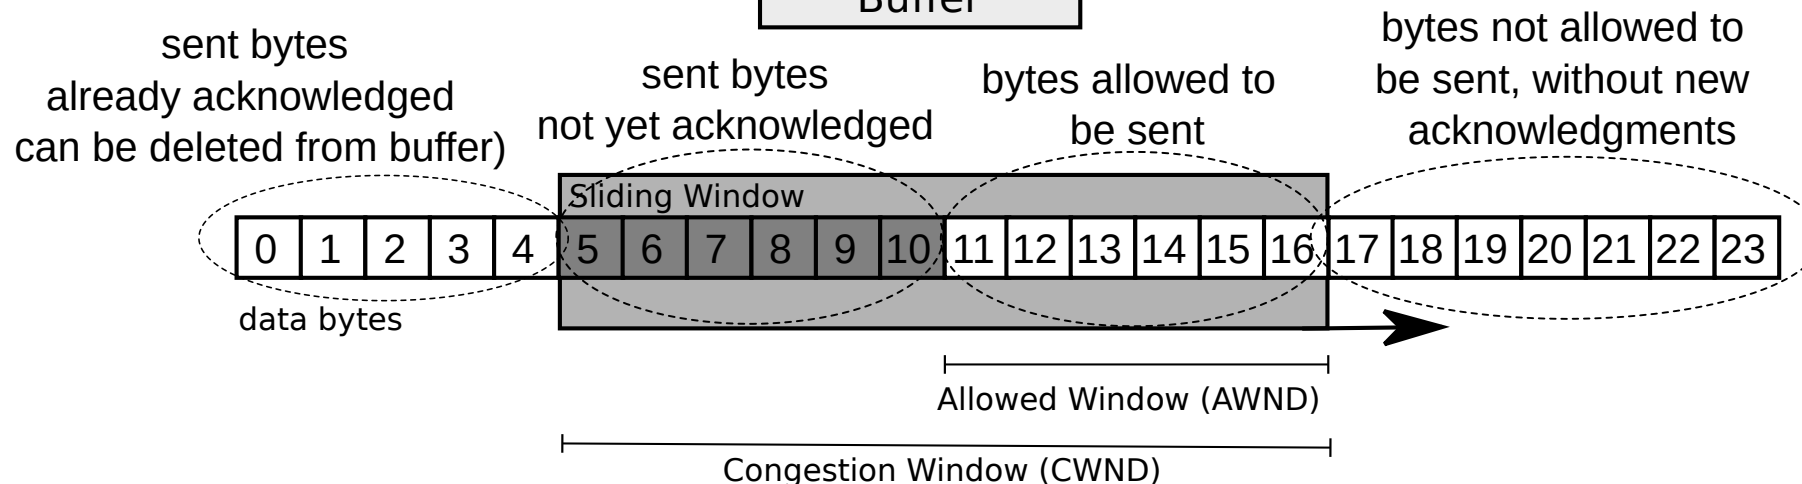 Buffer
sent bytes
already acknowledged
can be deleted from buffer)
sent bytes
not yet acknowledged
bytes allowed to
be sent
bytes not allowed to
be sent, without new
acknowledgments
Sliding Window
0 1 2 3 4 5 6 7 8 9 10 11 12 13 14 15 16 17 18 19 20 21 22 23
data bytes
Allowed Window (AWND)
Congestion Window (CWND)